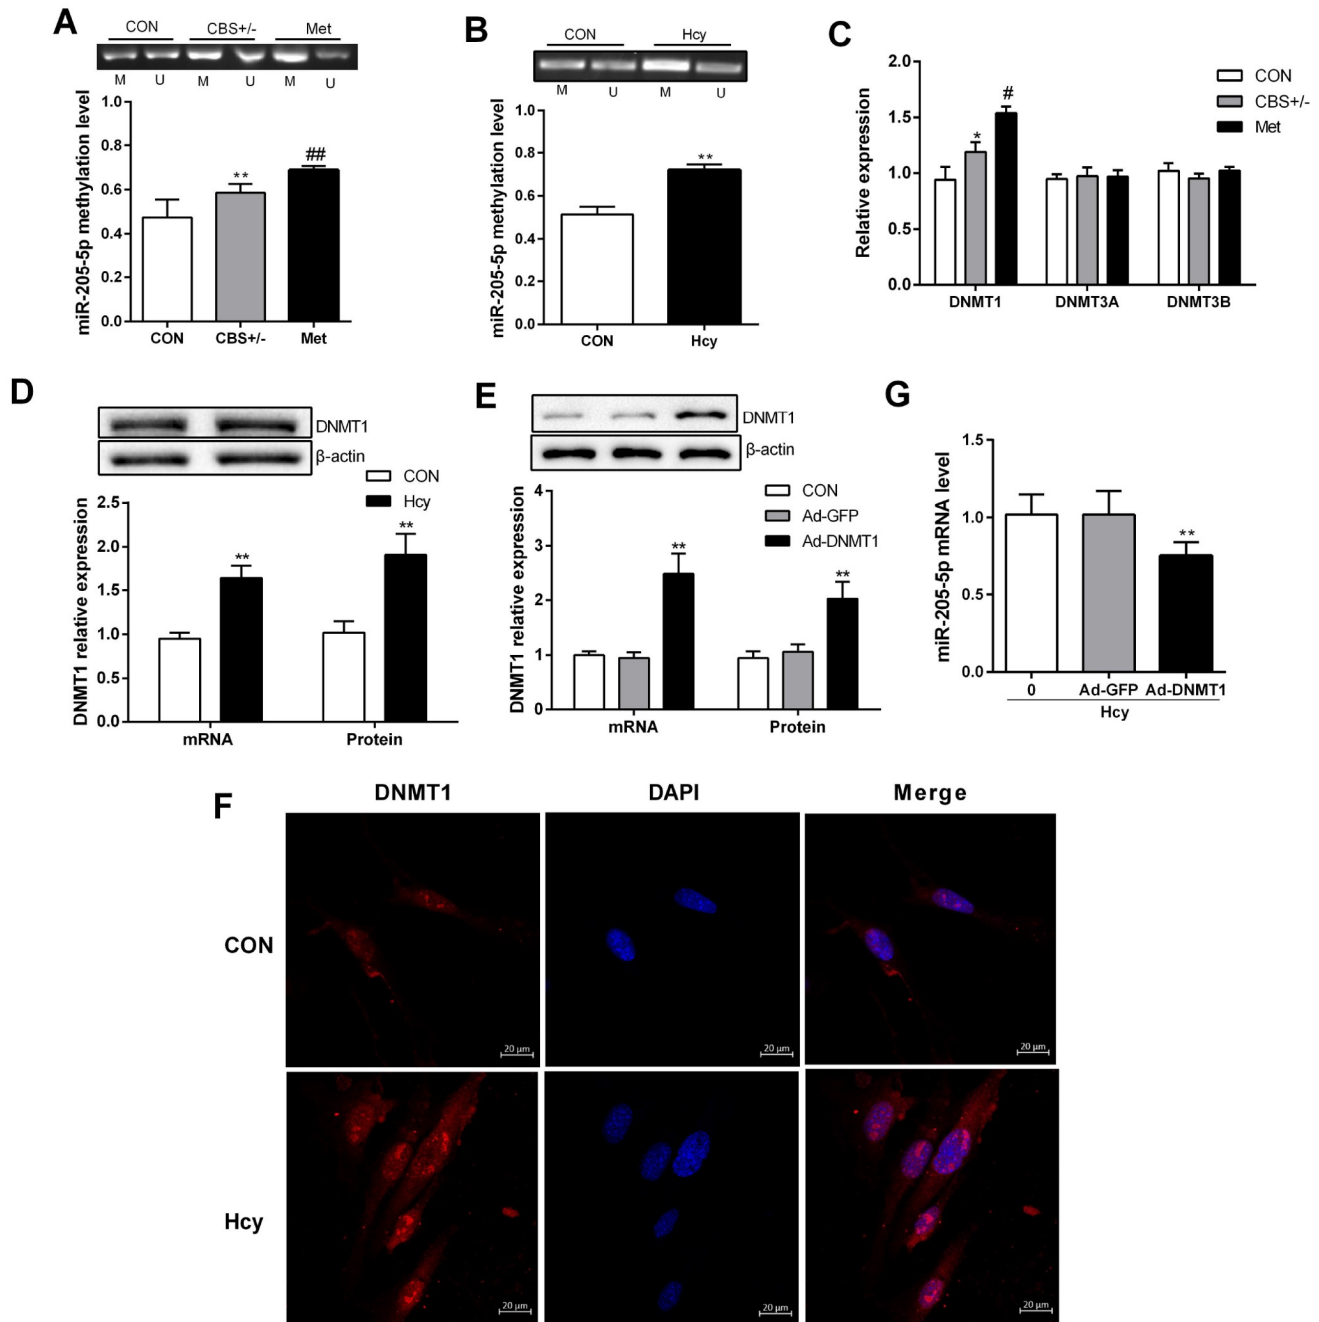 A
CON CBS+/- Met
M U M U M U
miR-205-5p methylation level
1.0
0.8
0.6
0.4
0.2
0.0
**
##
CON CBS+/- Met
B
CON Hcy
M U M U
miR-205-5p methylation level
1.0
0.8
0.6
0.4
0.2
0.0
**
CON Hcy
C
Relative expression
2.0
1.5
1.0
0.5
0.0
*
#
CON
CBS+/-
Met
DNMT1 DNMT3A DNMT3B
D
DNMT1
β-actin
CON
Hcy
DNMT1 relative expression
2.5
2.0
1.5
1.0
0.5
0.0
**
**
mRNA Protein
E
DNMT1
β-actin
CON
Ad-GFP
Ad-DNMT1
DNMT1 relative expression
4
3
2
1
0
**
**
mRNA Protein
G
miR-205-5p mRNA level
1.5
1.0
0.5
0.0
**
0 Ad-GFP Ad-DNMT1
Hcy
F
DNMT1 DAPI Merge
CON
20 μm 20 μm 20 μm
Hcy
20 μm 20 μm 20 μm